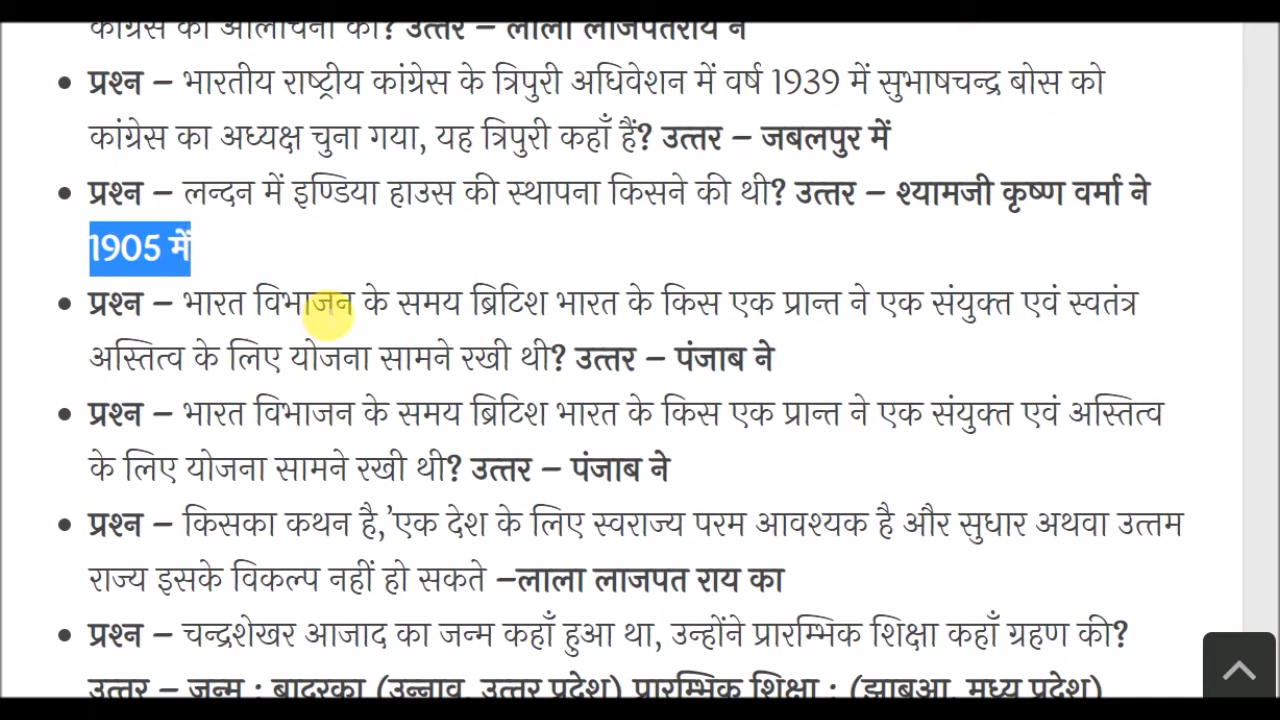 कांग्रेस की आलोचना की? उत्तर – लाला लाजपतराय ने
• प्रश्न – भारतीय राष्ट्रीय कांग्रेस के त्रिपुरी अधिवेशन में वर्ष 1939 में सुभाषचन्द्र बोस को
कांग्रेस का अध्यक्ष चुना गया, यह त्रिपुरी कहाँ हैं? उत्तर – जबलपुर में
• प्रश्न – लन्दन में इण्डिया हाउस की स्थापना किसने की थी? उत्तर – श्यामजी कृष्ण वर्मा ने
1905 में
• प्रश्न – भारत विभाजन के समय ब्रिटिश भारत के किस एक प्रान्त ने एक संयुक्त एवं स्वतंत्र
अस्तित्व के लिए योजना सामने रखी थी? उत्तर – पंजाब ने
• प्रश्न – भारत विभाजन के समय ब्रिटिश भारत के किस एक प्रान्त ने एक संयुक्त एवं अस्तित्व
के लिए योजना सामने रखी थी? उत्तर – पंजाब ने
• प्रश्न – किसका कथन है,'एक देश के लिए स्वराज्य परम आवश्यक है और सुधार अथवा उत्तम
राज्य इसके विकल्प नहीं हो सकते –लाला लाजपत राय का
• प्रश्न – चन्द्रशेखर आजाद का जन्म कहाँ हुआ था, उन्होंने प्रारम्भिक शिक्षा कहाँ ग्रहण की?
उत्तर – जन्म : बादरका (उन्नाव, उत्तर प्रदेश) प्रारम्भिक शिक्षा : (झाबुआ, मध्य प्रदेश)